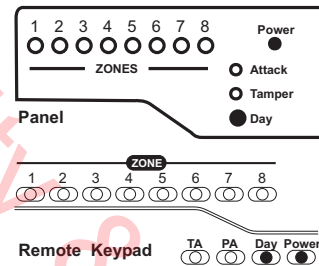 1 2 3 4 5 6 7 8
Power
ZONES
Attack
Tamper
Panel
Day
ZONE
1 2 3 4 5 6 7 8
Remote Keypad
TA PA Day Power